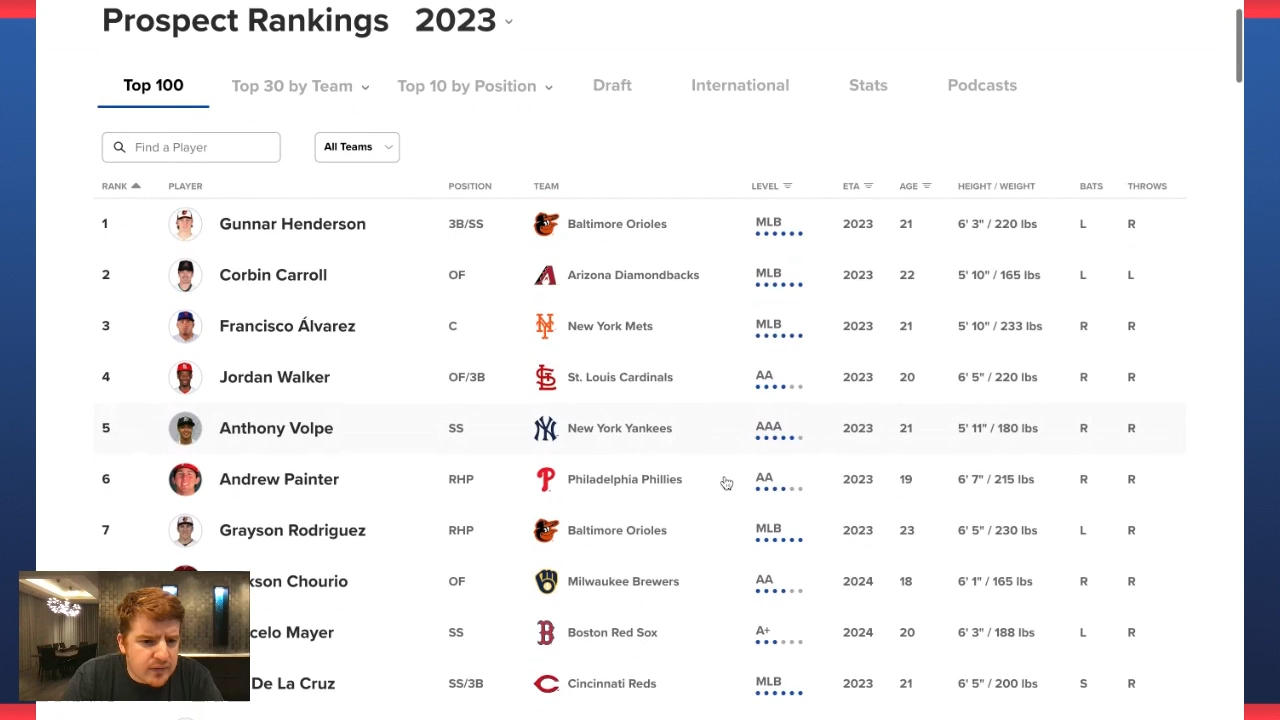 Prospect Rankings 2023
Top 100 Top 30 by Team Top 10 by Position Draft International Stats Podcasts
Find a Player All Teams
RANK PLAYER POSITION TEAM LEVEL ETA AGE HEIGHT / WEIGHT BATS THROWS
1 Gunnar Henderson 3B/SS Baltimore Orioles MLB 2023 21 6' 3" / 220 lbs L R
2 Corbin Carroll OF Arizona Diamondbacks MLB 2023 22 5' 10" / 165 lbs L L
3 Francisco Álvarez C New York Mets MLB 2023 21 5' 10" / 233 lbs R R
4 Jordan Walker OF/3B St. Louis Cardinals AA 2023 20 6' 5" / 220 lbs R R
5 Anthony Volpe SS New York Yankees AAA 2023 21 5' 11" / 180 lbs R R
6 Andrew Painter RHP Philadelphia Phillies AA 2023 19 6' 7" / 215 lbs R R
7 Grayson Rodriguez RHP Baltimore Orioles MLB 2023 23 6' 5" / 230 lbs L R
kson Chourio OF Milwaukee Brewers AA 2024 18 6' 1" / 165 lbs R R
celo Mayer SS Boston Red Sox A+ 2024 20 6' 3" / 188 lbs L R
De La Cruz SS/3B Cincinnati Reds MLB 2023 21 6' 5" / 200 lbs S R